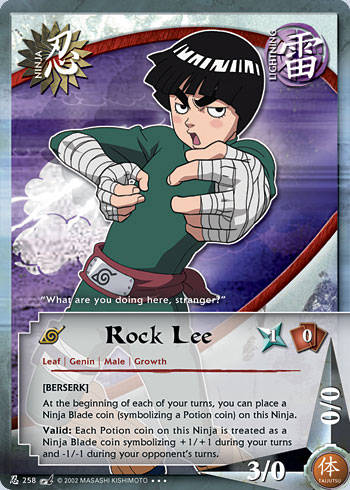 忍
NINJA
雷
LIGHTNING
"What are you doing here, stranger?"
Rock Lee
1
0
Leaf | Genin | Male | Growth
[BERSERK]
At the beginning of each of your turns, you can place a
Ninja Blade coin (symbolizing a Potion coin) on this Ninja.
Valid: Each Potion coin on this Ninja is treated as a
Ninja Blade coin symbolizing +1/+1 during your turns
and -1/-1 during your opponent's turns.
3/0
0/0
体
TAIJUTSU
258
© 2002 MASASHI KISHIMOTO